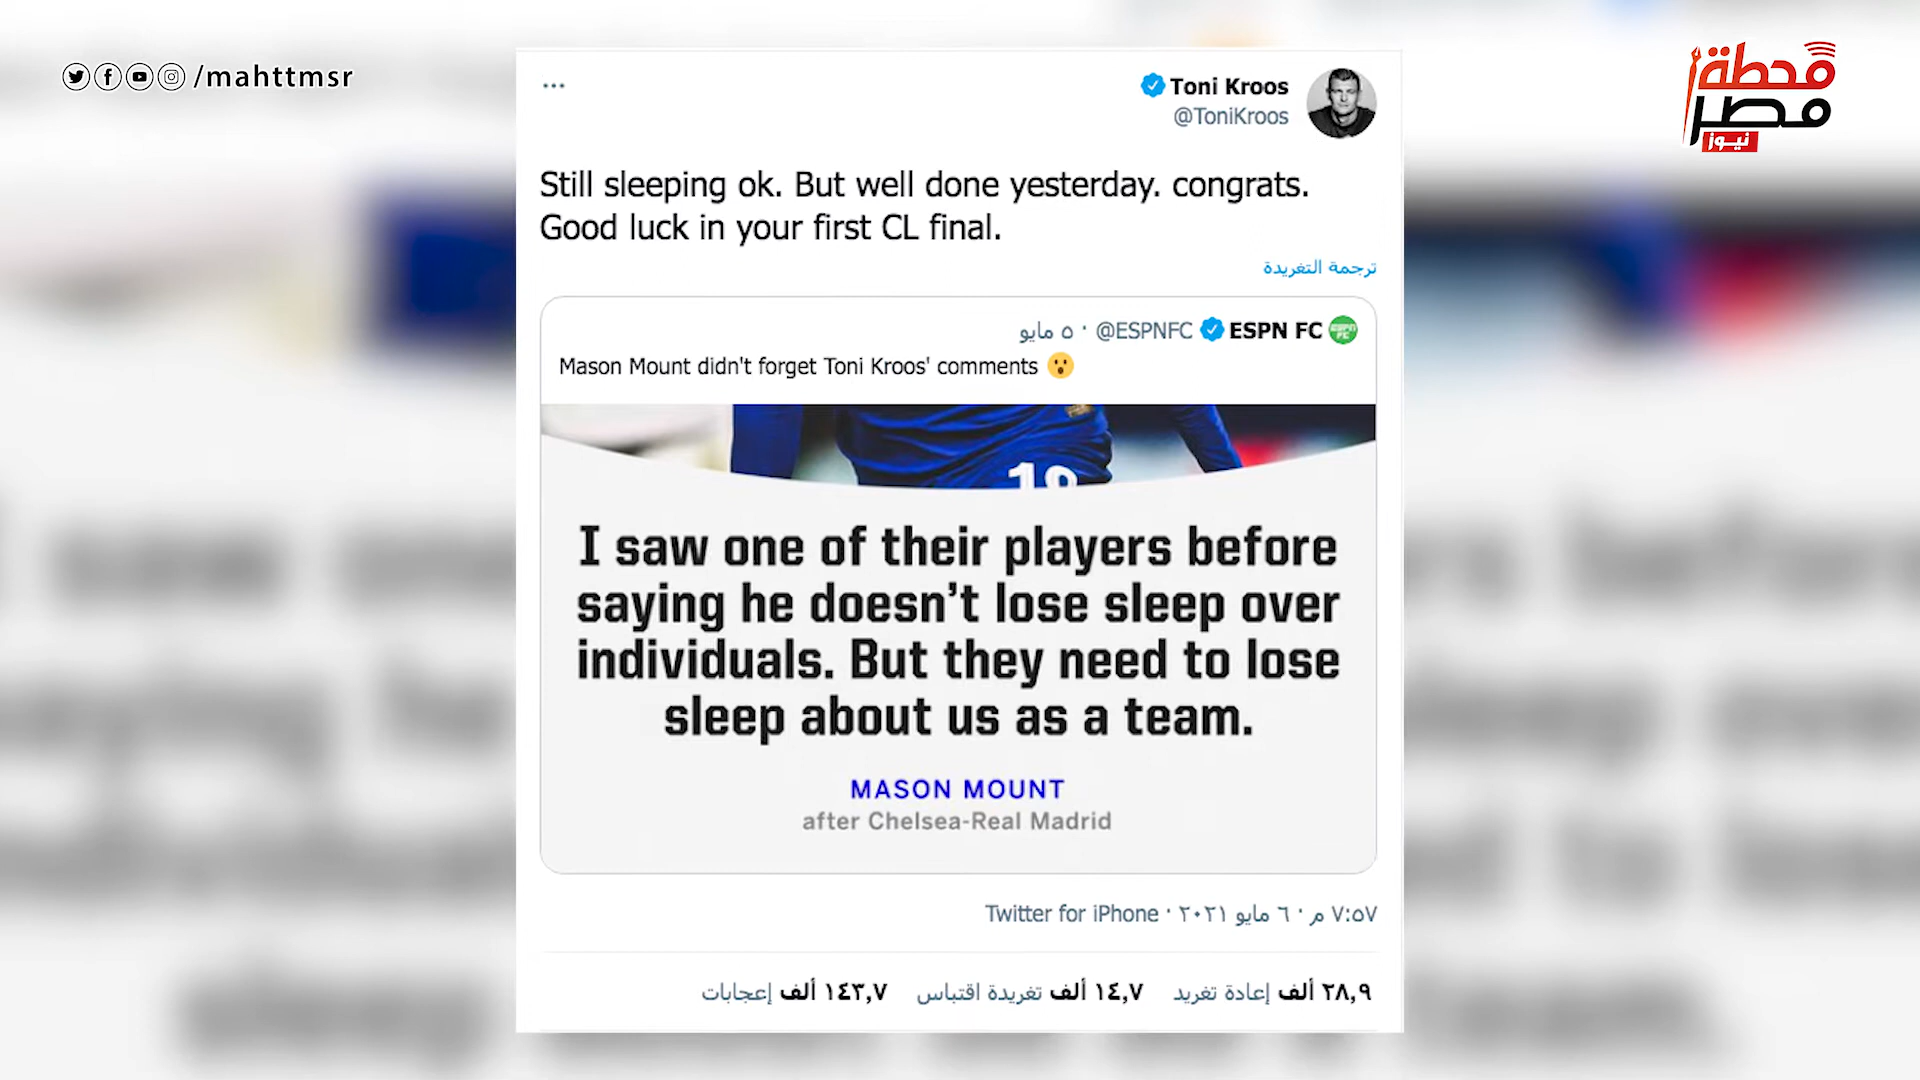 /mahttmsr
محطة
مصر
نيوز
Toni Kroos
@ToniKroos
Still sleeping ok. But well done yesterday. congrats.
Good luck in your first CL final.
ترجمة التغريدة
ESPN FC @ESPNFC · ٥ مايو
Mason Mount didn't forget Toni Kroos' comments 😮
19
I saw one of their players before
saying he doesn't lose sleep over
individuals. But they need to lose
sleep about us as a team.
MASON MOUNT
after Chelsea-Real Madrid
٧:٥٧ م · ٦ مايو ٢٠٢١ · Twitter for iPhone
٢٨,٩ ألف إعادة تغريد ١٤,٧ ألف تغريدة اقتباس ١٤٣,٧ ألف إعجابات